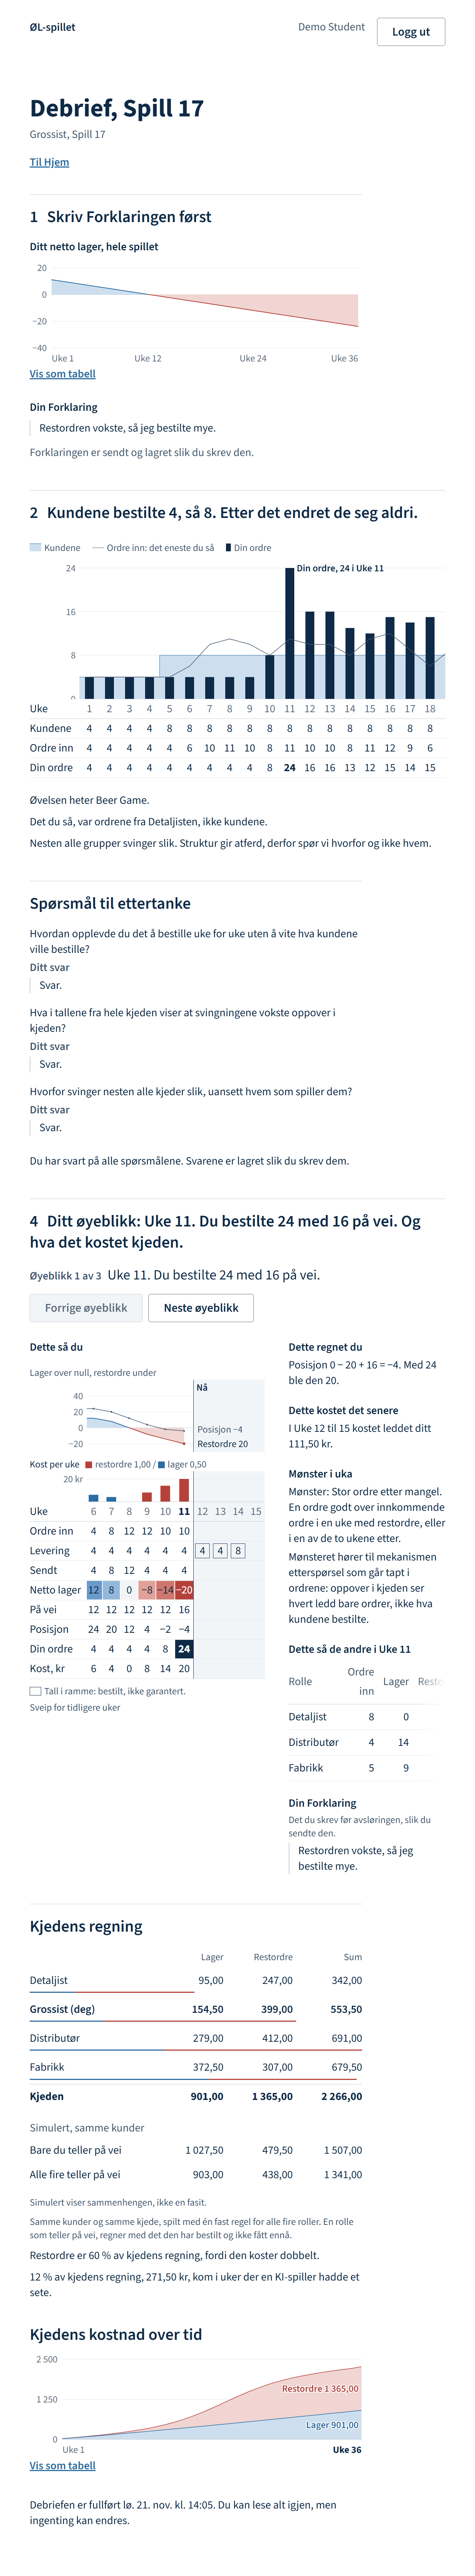 ØL-spillet
Demo Student
Logg ut
Debrief, Spill 17
Grossist, Spill 17
Til Hjem
1 Skriv Forklaringen først
Ditt netto lager, hele spillet
20
0
−20
−40
Uke 1 Uke 12 Uke 24 Uke 36
Vis som tabell
Din Forklaring
Restordren vokste, så jeg bestilte mye.
Forklaringen er sendt og lagret slik du skrev den.
2 Kundene bestilte 4, så 8. Etter det endret de seg aldri.
Kundene Ordre inn: det eneste du så Din ordre
24
Din ordre, 24 i Uke 11
16
8
0
Uke 1 2 3 4 5 6 7 8 9 10 11 12 13 14 15 16 17 18
Kundene 4 4 4 4 8 8 8 8 8 8 8 8 8 8 8 8 8 8
Ordre inn 4 4 4 4 4 6 10 11 10 8 11 10 10 8 11 12 9 6
Din ordre 4 4 4 4 4 4 4 4 4 8 24 16 16 13 12 15 14 15
Øvelsen heter Beer Game.
Det du så, var ordrene fra Detaljisten, ikke kundene.
Nesten alle grupper svinger slik. Struktur gir atferd, derfor spør vi hvorfor og ikke hvem.
Spørsmål til ettertanke
Hvordan opplevde du det å bestille uke for uke uten å vite hva kundene
ville bestille?
Ditt svar
Svar.
Hva i tallene fra hele kjeden viser at svingningene vokste oppover i
kjeden?
Ditt svar
Svar.
Hvorfor svinger nesten alle kjeder slik, uansett hvem som spiller dem?
Ditt svar
Svar.
Du har svart på alle spørsmålene. Svarene er lagret slik du skrev dem.
4 Ditt øyeblikk: Uke 11. Du bestilte 24 med 16 på vei. Og
hva det kostet kjeden.
Øyeblikk 1 av 3 Uke 11. Du bestilte 24 med 16 på vei.
Forrige øyeblikk
Neste øyeblikk
Dette så du
Lager over null, restordre under
Nå
40
20
0
−20
Posisjon −4
Restordre 20
Kost per uke restordre 1,00 / lager 0,50
20 kr
Uke 6 7 8 9 10 11 12 13 14 15
Ordre inn 4 8 12 12 10 10
Levering 4 4 4 4 4 4 4 4 8
Sendt 4 8 12 4 4 4
Netto lager 12 8 0 −8 −14 −20
På vei 12 12 12 12 12 16
Posisjon 24 20 12 4 −2 −4
Din ordre 4 4 4 4 8 24
Kost, kr 6 4 0 8 14 20
Tall i ramme: bestilt, ikke garantert.
Sveip for tidligere uker
Dette regnet du
Posisjon 0 − 20 + 16 = −4. Med 24
ble den 20.
Dette kostet det senere
I Uke 12 til 15 kostet leddet ditt
111,50 kr.
Mønster i uka
Mønster: Stor ordre etter mangel.
En ordre godt over innkommende
ordre i en uke med restordre, eller
i en av de to ukene etter.
Mønsteret hører til mekanismen
etterspørsel som går tapt i
ordrene: oppover i kjeden ser
hvert ledd bare ordrer, ikke hva
kundene bestilte.
Dette så de andre i Uke 11
Rolle Ordre inn Lager Resto
Detaljist 8 0
Distributør 4 14
Fabrikk 5 9
Din Forklaring
Det du skrev før avsløringen, slik du
sendte den.
Restordren vokste, så jeg
bestilte mye.
Kjedens regning
Lager Restordre Sum
Detaljist 95,00 247,00 342,00
Grossist (deg) 154,50 399,00 553,50
Distributør 279,00 412,00 691,00
Fabrikk 372,50 307,00 679,50
Kjeden 901,00 1 365,00 2 266,00
Simulert, samme kunder
Bare du teller på vei 1 027,50 479,50 1 507,00
Alle fire teller på vei 903,00 438,00 1 341,00
Simulert viser sammenhengen, ikke en fasit.
Samme kunder og samme kjede, spilt med én fast regel for alle fire roller. En rolle
som teller på vei, regner med det den har bestilt og ikke fått ennå.
Restordre er 60 % av kjedens regning, fordi den koster dobbelt.
12 % av kjedens regning, 271,50 kr, kom i uker der en KI-spiller hadde et
sete.
Kjedens kostnad over tid
2 500
1 250
0
Restordre 1 365,00
Lager 901,00
Uke 1 Uke 36
Vis som tabell
Debriefen er fullført lø. 21. nov. kl. 14:05. Du kan lese alt igjen, men
ingenting kan endres.